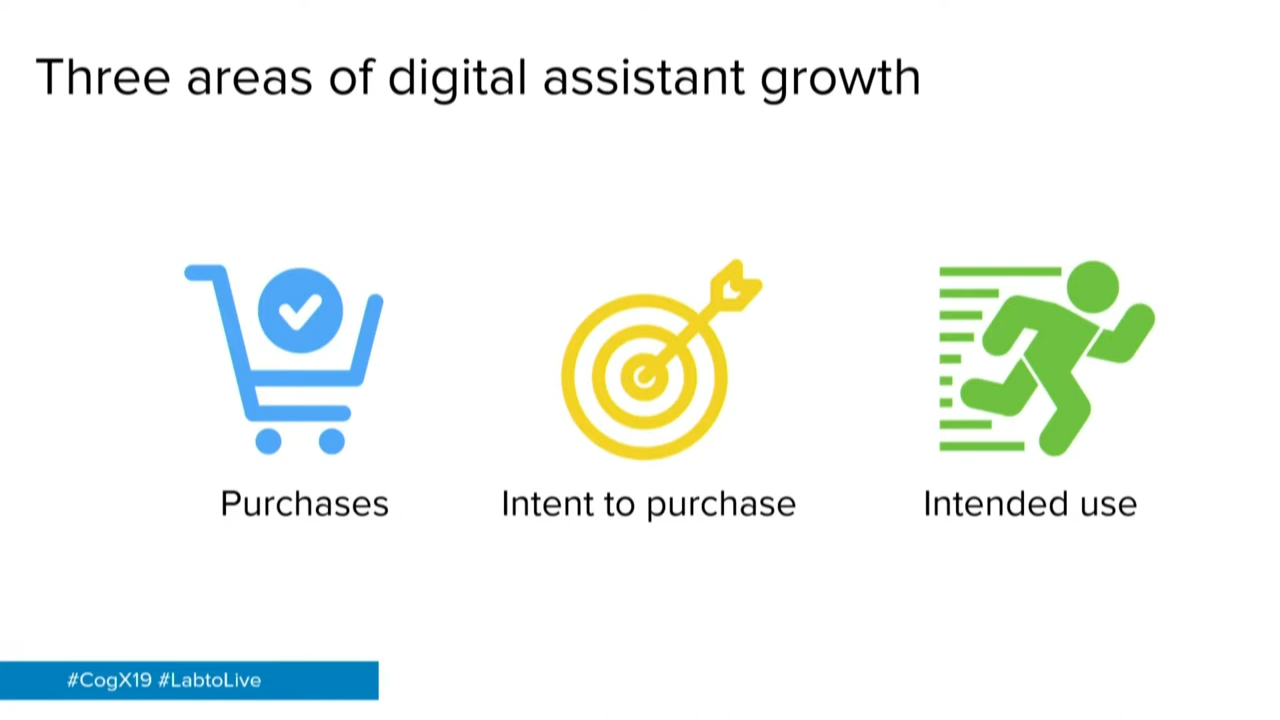 Three areas of digital assistant growth
Purchases
Intent to purchase
Intended use
#CogX19 #LabtoLive